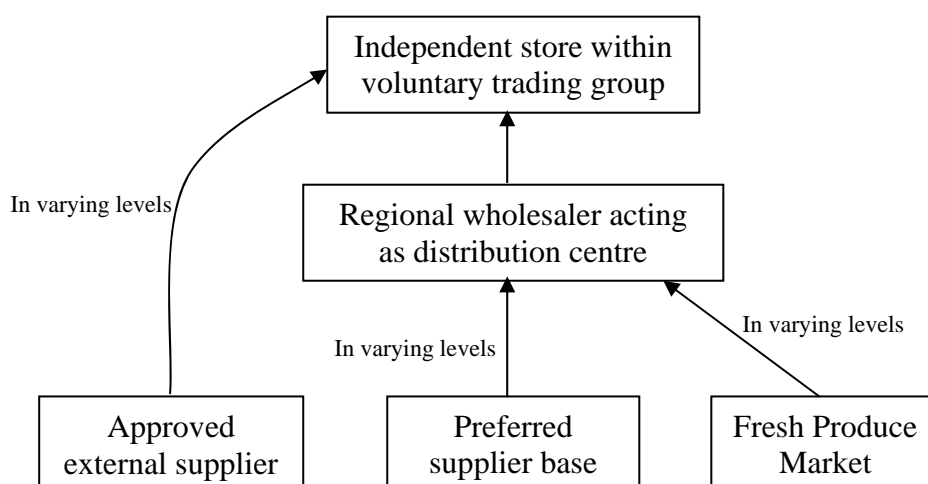 Independent store within
voluntary trading group
In varying levels
Regional wholesaler acting
as distribution centre
In varying levels
In varying levels
Approved
external supplier
Preferred
supplier base
Fresh Produce
Market